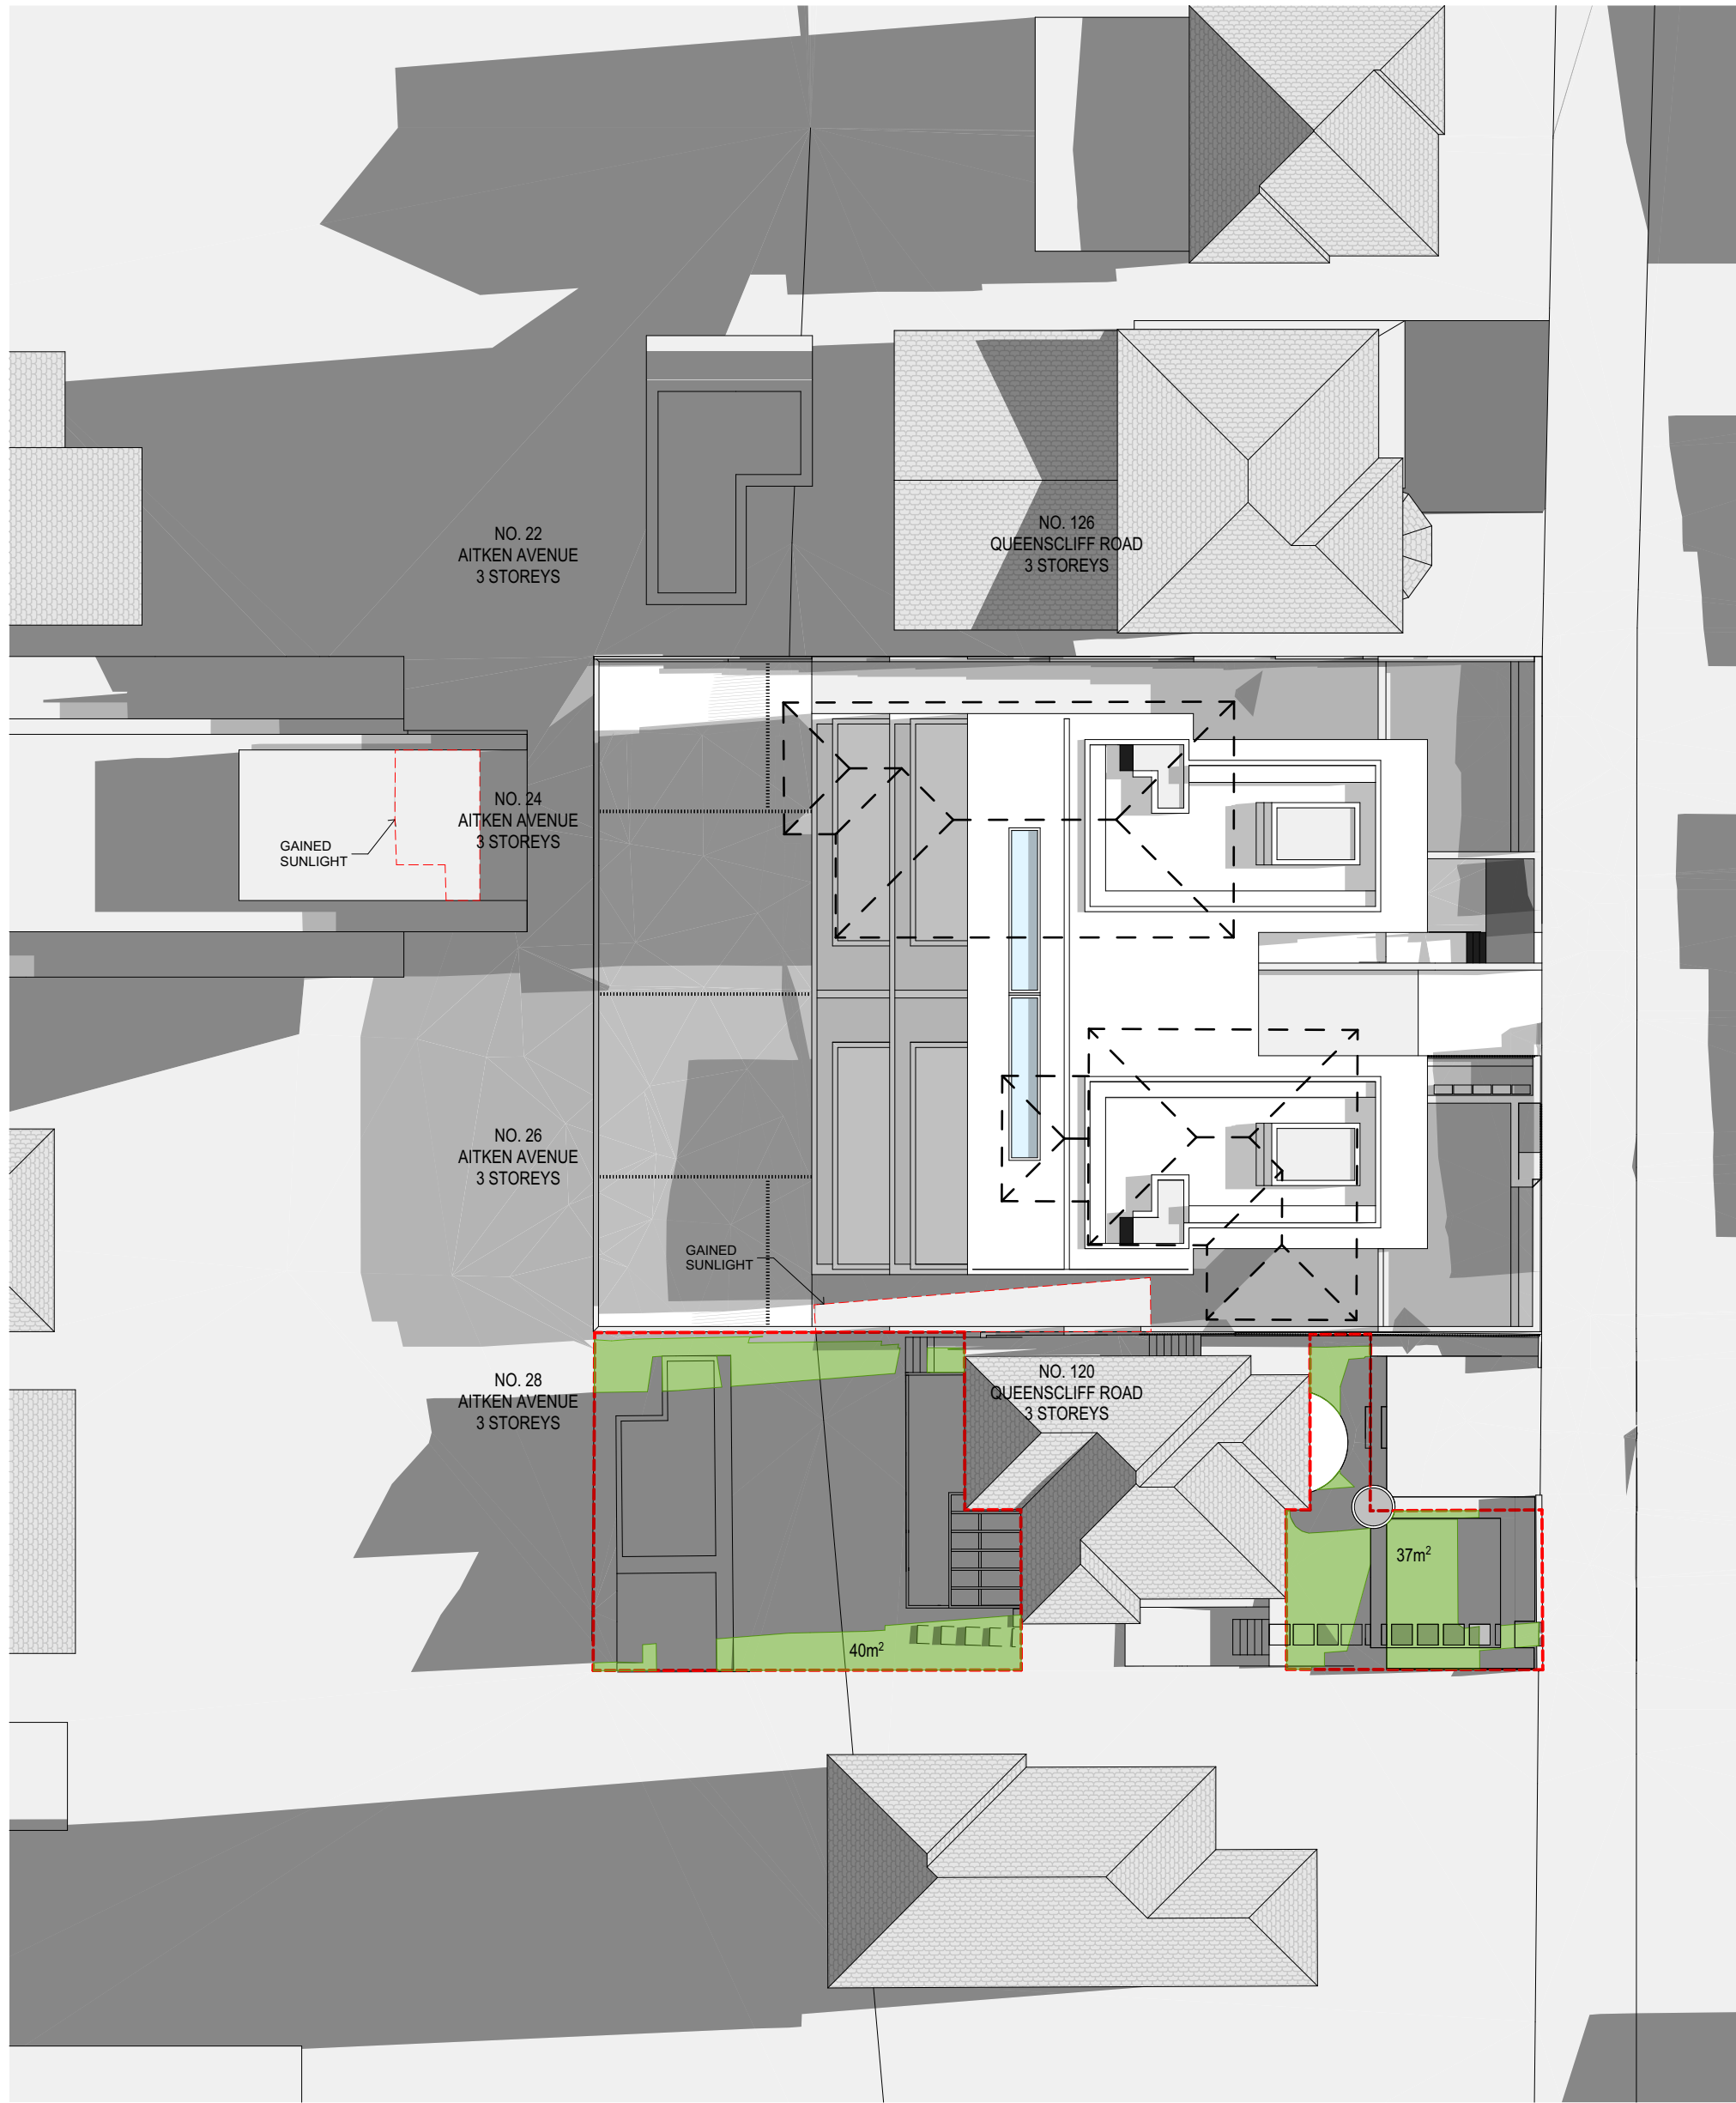 NO. 22
AITKEN AVENUE
3 STOREYS
NO. 126
QUEENSCLIFF ROAD
3 STOREYS
NO. 24
AITKEN AVENUE
3 STOREYS
GAINED
SUNLIGHT
NO. 26
AITKEN AVENUE
3 STOREYS
GAINED
SUNLIGHT
NO. 28
AITKEN AVENUE
3 STOREYS
NO. 120
QUEENSCLIFF ROAD
3 STOREYS
37m²
40m²